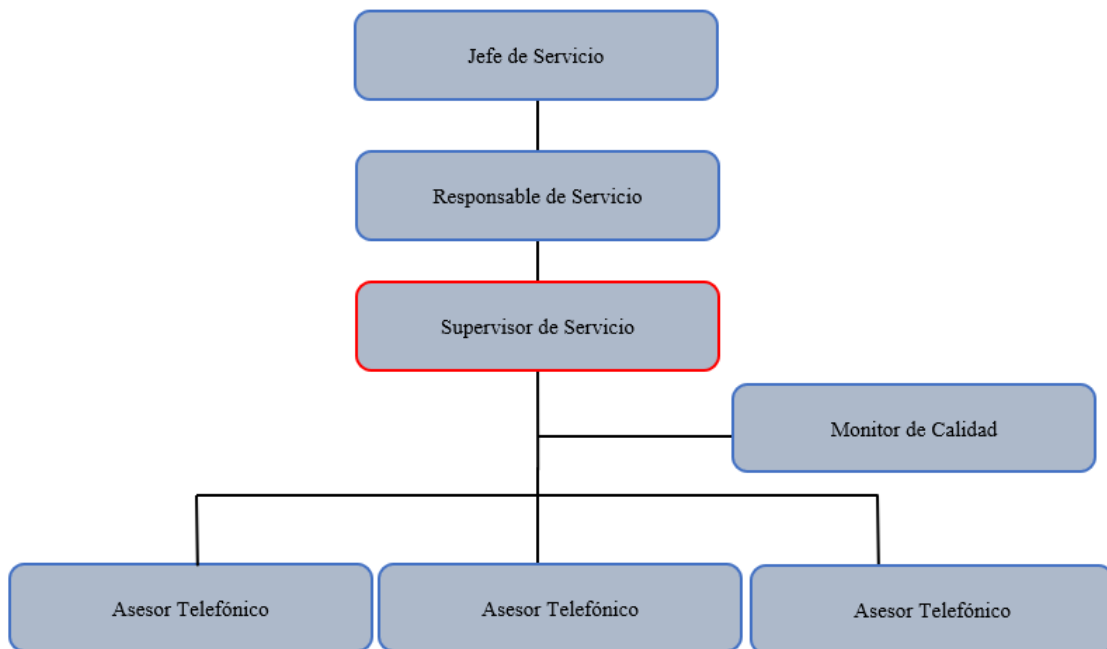 Jefe de Servicio
Responsable de Servicio
Supervisor de Servicio
Monitor de Calidad
Asesor Telefónico
Asesor Telefónico
Asesor Telefónico